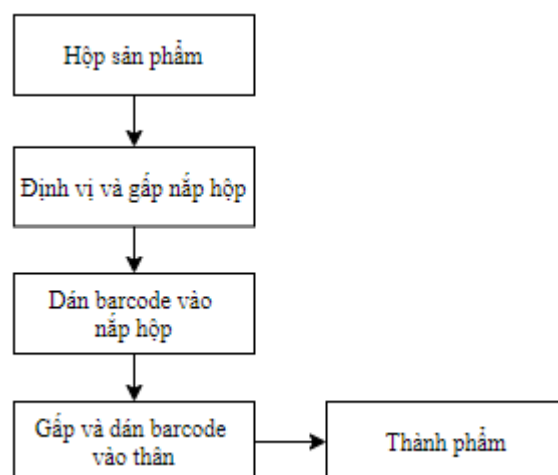 Hộp sản phẩm
Định vị và gấp nắp hộp
Dán barcode vào
nắp hộp
Gấp và dán barcode
vào thân
Thành phẩm